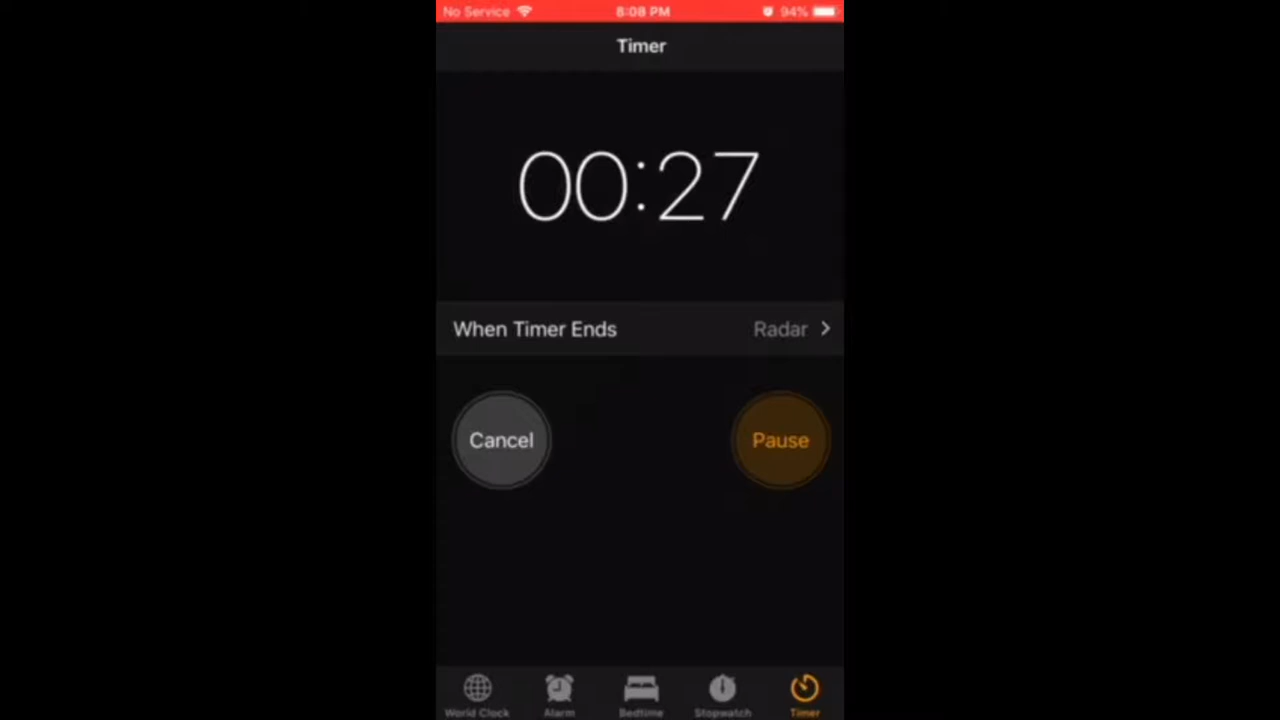 No Service 8:08 PM 94%
Timer
00:27
When Timer Ends Radar
Cancel Pause
World Clock Alarm Bedtime Stopwatch Timer